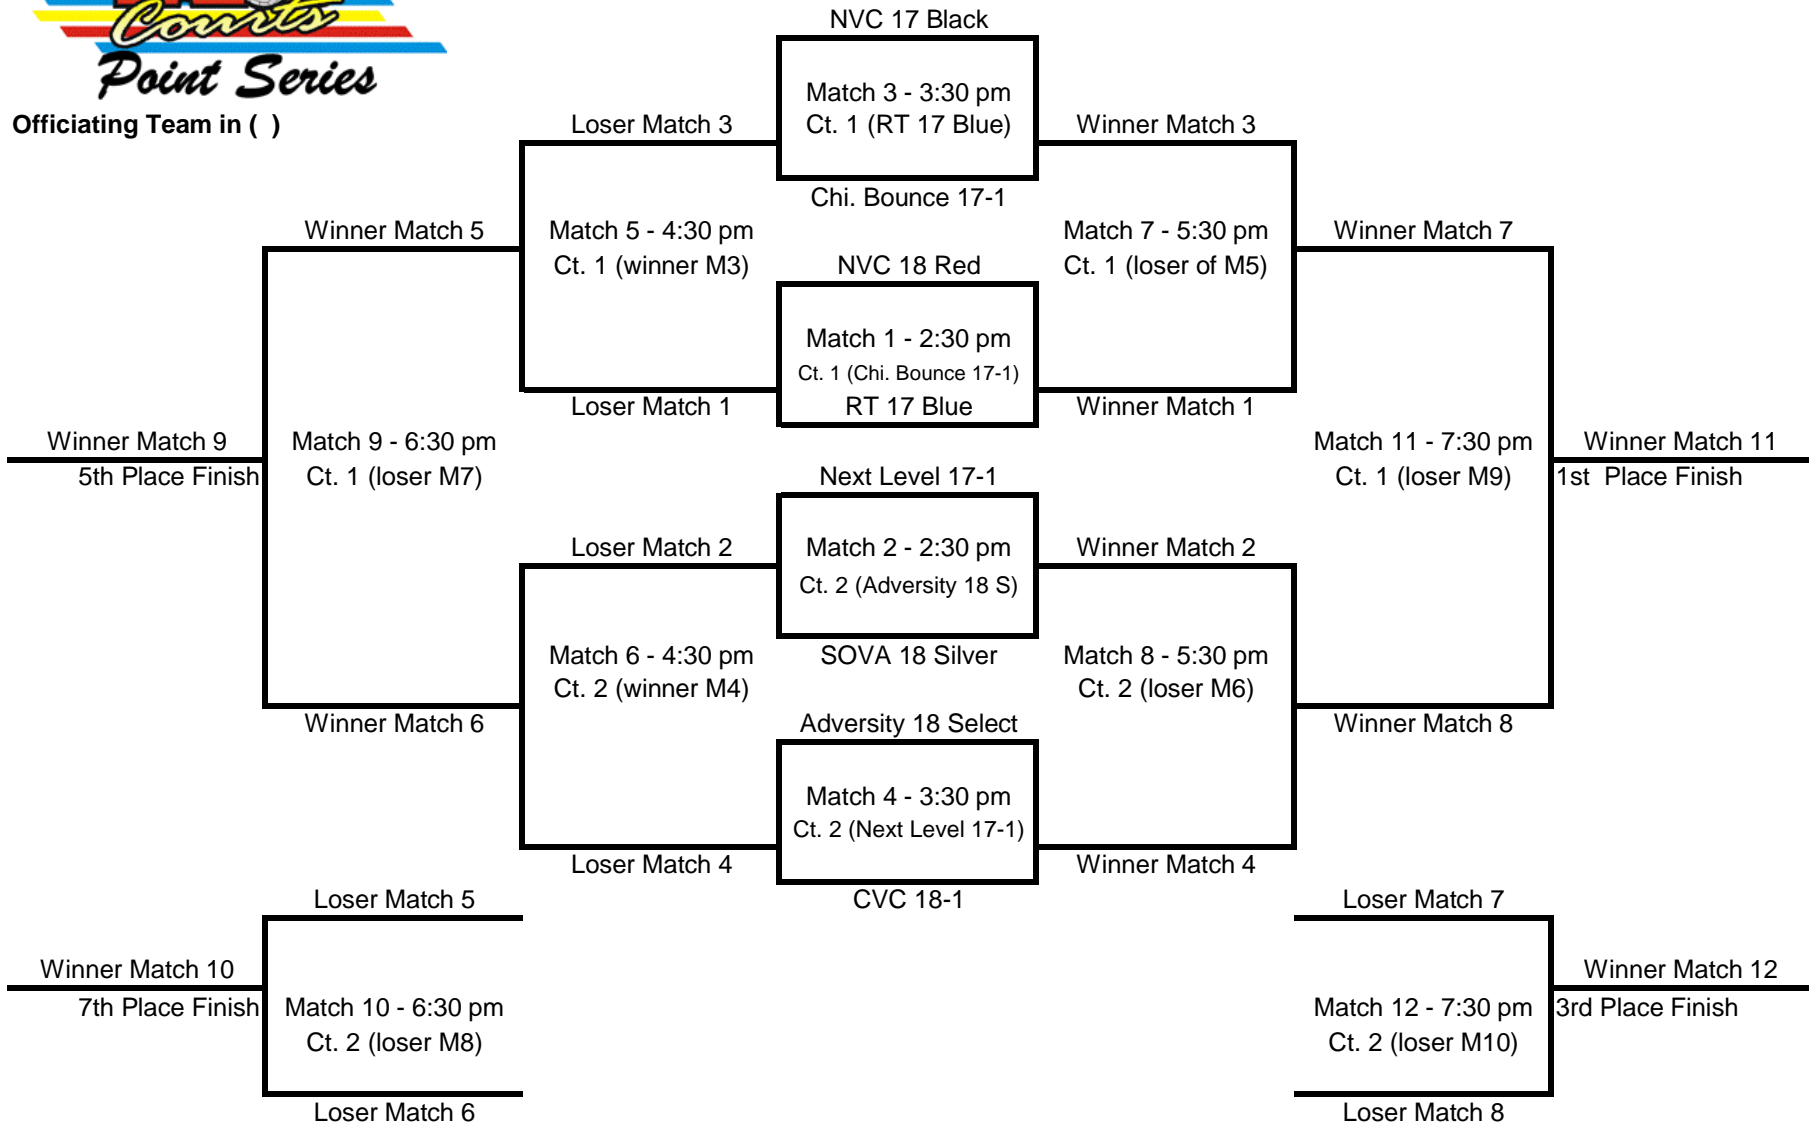 Courts
Point Series
Officiating Team in ( )
NVC 17 Black
Match 3 - 3:30 pm
Ct. 1 (RT 17 Blue)
Chi. Bounce 17-1
Loser Match 3
Winner Match 3
Winner Match 5
Match 5 - 4:30 pm
Ct. 1 (winner M3)
Match 7 - 5:30 pm
Ct. 1 (loser of M5)
Winner Match 7
NVC 18 Red
Match 1 - 2:30 pm
Ct. 1 (Chi. Bounce 17-1)
RT 17 Blue
Loser Match 1
Winner Match 1
Winner Match 9
5th Place Finish
Match 9 - 6:30 pm
Ct. 1 (loser M7)
Match 11 - 7:30 pm
Ct. 1 (loser M9)
Winner Match 11
1st  Place Finish
Next Level 17-1
Match 2 - 2:30 pm
Ct. 2 (Adversity 18 S)
SOVA 18 Silver
Loser Match 2
Winner Match 2
Match 6 - 4:30 pm
Ct. 2 (winner M4)
Match 8 - 5:30 pm
Ct. 2 (loser M6)
Winner Match 6
Winner Match 8
Adversity 18 Select
Match 4 - 3:30 pm
Ct. 2 (Next Level 17-1)
CVC 18-1
Loser Match 4
Winner Match 4
Loser Match 5
Loser Match 7
Winner Match 10
7th Place Finish
Match 10 - 6:30 pm
Ct. 2 (loser M8)
Match 12 - 7:30 pm
Ct. 2 (loser M10)
Winner Match 12
3rd Place Finish
Loser Match 6
Loser Match 8